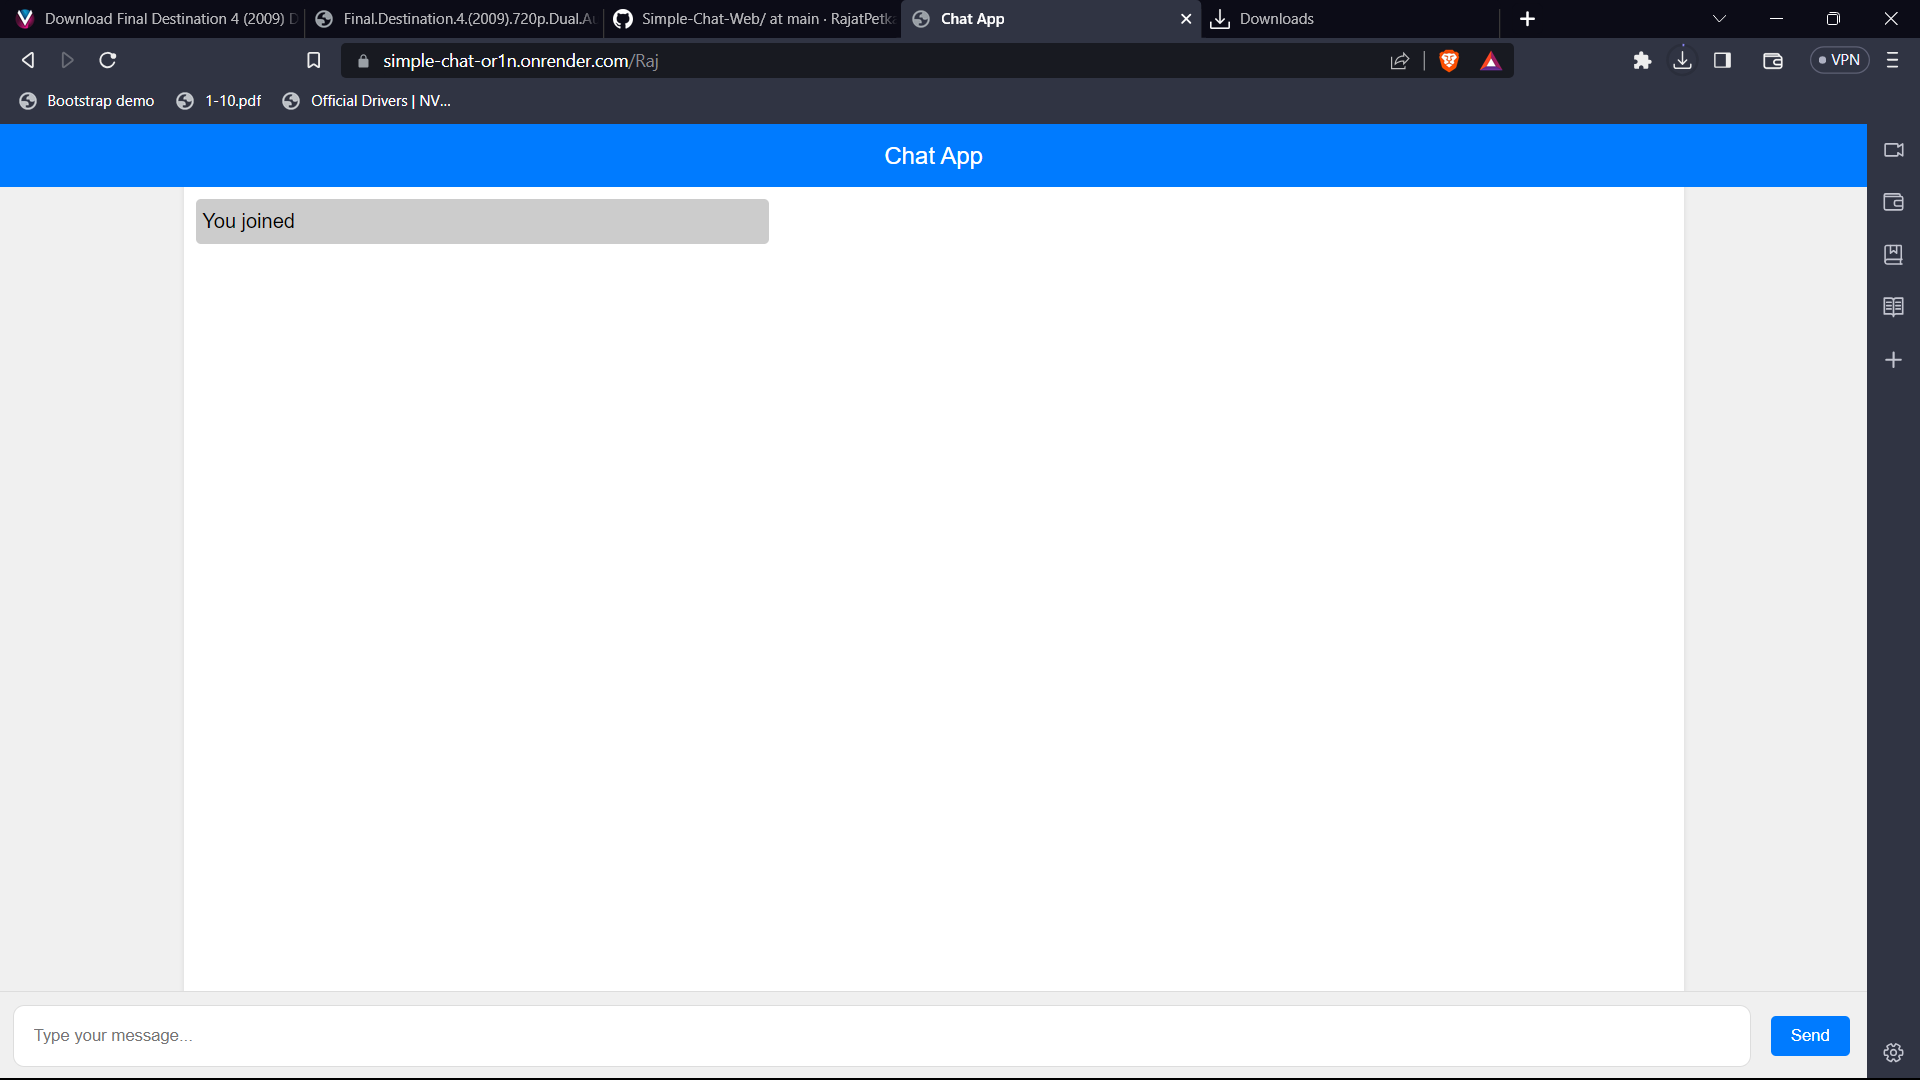 Download Final Destination 4 (2009) D
Final.Destination.4.(2009).720p.Dual.Au
Simple-Chat-Web/ at main · RajatPetka
Chat App
Downloads
simple-chat-or1n.onrender.com/Raj
VPN
Bootstrap demo
1-10.pdf
Official Drivers | NV...
Chat App
You joined
Type your message...
Send